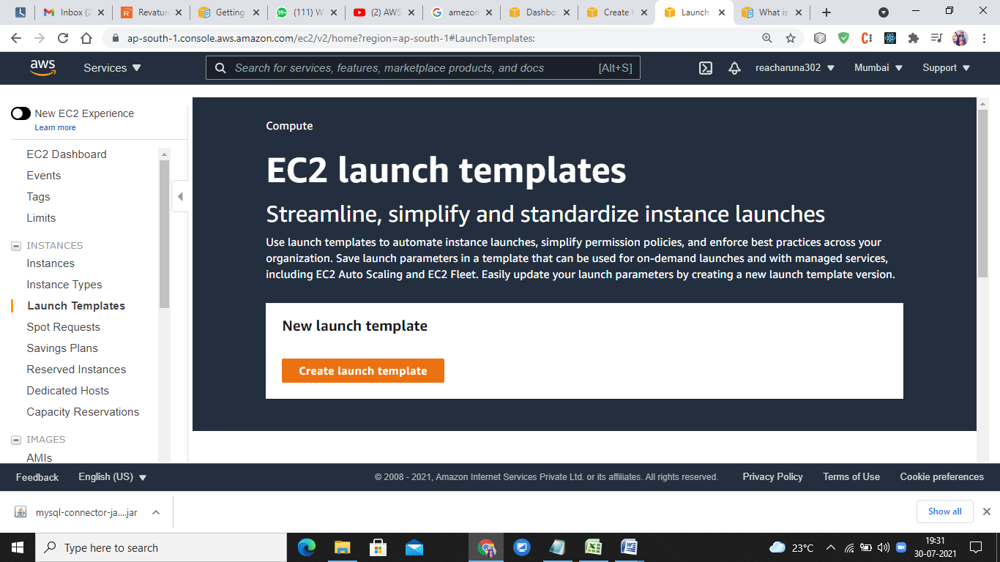 Inbox (2
Revatur
Getting
99+
(111) W
(2) AWS
amezon
Dashbo
Create l
Launch
What is
ap-south-1.console.aws.amazon.com/ec2/v2/home?region=ap-south-1#LaunchTemplates:
aws
Services
Search for services, features, marketplace products, and docs
[Alt+S]
reacharuna302
Mumbai
Support
New EC2 Experience
Learn more
EC2 Dashboard
Events
Tags
Limits
INSTANCES
Instances
Instance Types
Launch Templates
Spot Requests
Savings Plans
Reserved Instances
Dedicated Hosts
Capacity Reservations
IMAGES
AMIs
Compute
EC2 launch templates
Streamline, simplify and standardize instance launches
Use launch templates to automate instance launches, simplify permission policies, and enforce best practices across your
organization. Save launch parameters in a template that can be used for on-demand launches and with managed services,
including EC2 Auto Scaling and EC2 Fleet. Easily update your launch parameters by creating a new launch template version.
New launch template
Create launch template
Feedback
English (US)
© 2008 - 2021, Amazon Internet Services Private Ltd. or its affiliates. All rights reserved.
Privacy Policy
Terms of Use
Cookie preferences
mysql-connector-ja....jar
Show all
Type here to search
23°C
19:31
30-07-2021